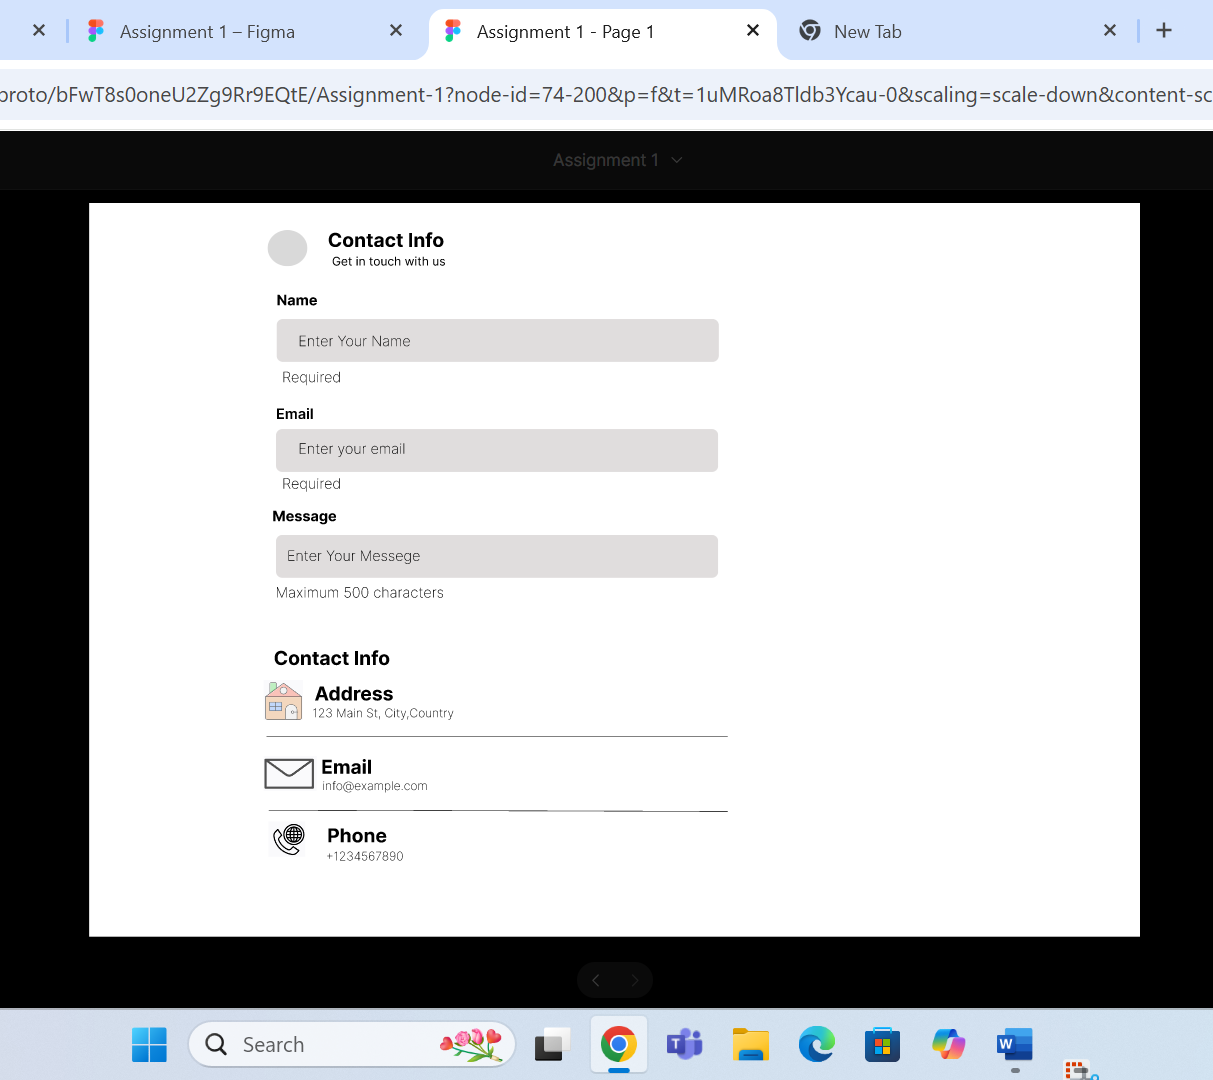 Assignment 1 – Figma
Assignment 1 - Page 1
New Tab
proto/bFwT8s0oneU2Zg9Rr9EQtE/Assignment-1?node-id=74-200&p=f&t=1uMRoa8Tldb3Ycau-0&scaling=scale-down&content-sc
Assignment 1
Contact Info
Get in touch with us
Name
Enter Your Name
Required
Email
Enter your email
Required
Message
Enter Your Messege
Maximum 500 characters
Contact Info
Address
123 Main St, City,Country
Email
info@example.com
Phone
+1234567890
Search